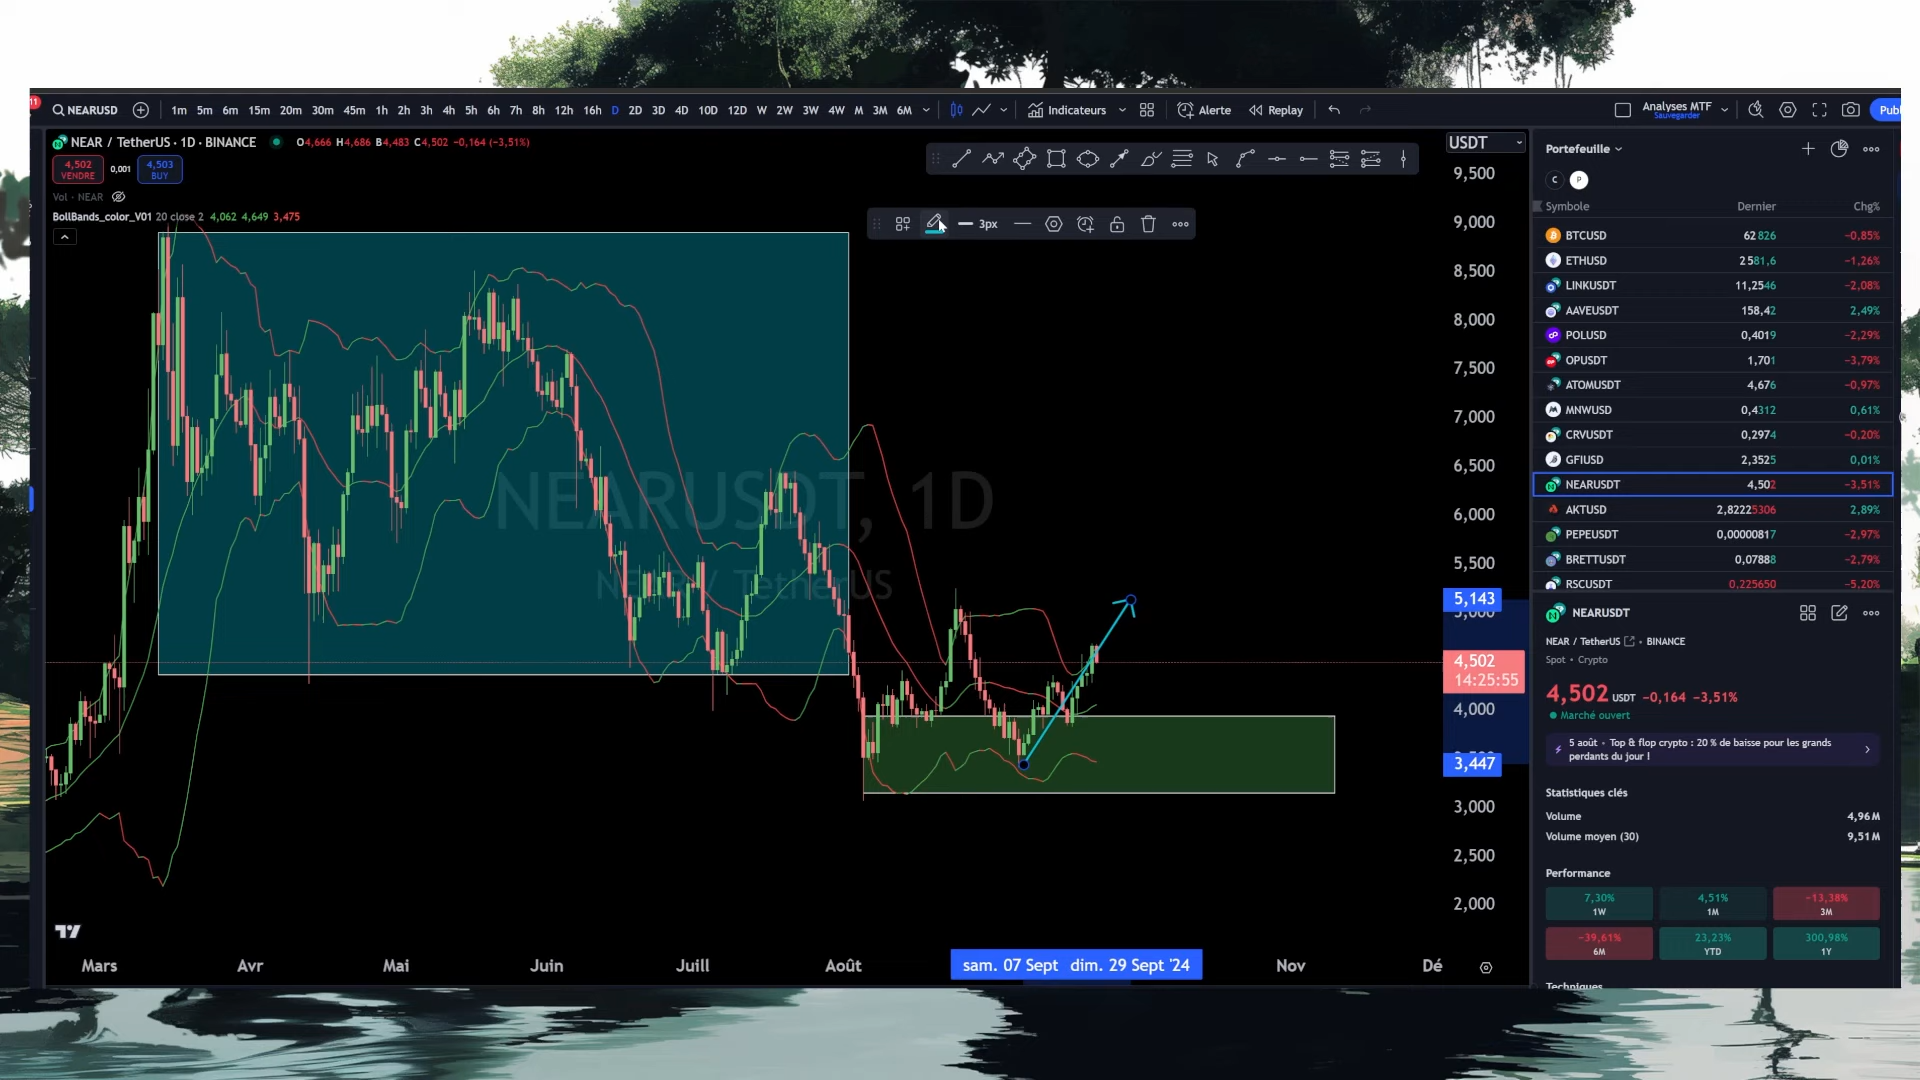 11
NEARUSD
1m 5m 6m 15m 20m 30m 45m 1h 2h 3h 4h 5h 6h 7h 8h 12h 16h D 2D 3D 4D 10D 12D W 2W 3W 4W M 3M 6M
Indicateurs
Alerte
Replay
Analyses MTF
Sauvegarder
Publ
NEAR / TetherUS · 1D · BINANCE
O4,666 H4,686 B4,483 C4,502 −0,164 (−3,51%)
4,502
VENDRE
0,001
4,503
BUY
Vol · NEAR
BollBands_color_V01 20 close 2 4,062 4,649 3,475
3px
NEARUSDT, 1D
NEAR / TetherUS
USDT
9,500
9,000
8,500
8,000
7,500
7,000
6,500
6,000
5,500
5,143
5,000
4,502
14:25:55
4,000
3,447
3,000
2,500
2,000
Mars
Avr
Mai
Juin
Juill
Août
sam. 07 Sept
dim. 29 Sept '24
Nov
Dé
Portefeuille
C
P
Symbole Dernier Chg%
BTCUSD 62 826 −0,85%
ETHUSD 2 581,6 −1,26%
LINKUSDT 11,2546 −2,08%
AAVEUSDT 158,42 2,49%
POLUSD 0,4019 −2,29%
OPUSDT 1,701 −3,79%
ATOMUSDT 4,676 −0,97%
MNWUSD 0,4312 0,61%
CRVUSDT 0,2974 −0,20%
GFIUSD 2,3525 0,01%
NEARUSDT 4,502 −3,51%
AKTUSD 2,82225306 2,89%
PEPEUSDT 0,00000817 −2,97%
BRETTUSDT 0,07888 −2,79%
RSCUSDT 0,225650 −5,20%
NEARUSDT
NEAR / TetherUS • BINANCE
Spot • Crypto
4,502 USDT −0,164 −3,51%
Marché ouvert
5 août • Top & flop crypto : 20 % de baisse pour les grands
perdants du jour !
Statistiques clés
Volume 4,96 M
Volume moyen (30) 9,51 M
Performance
7,30%
1W
4,51%
1M
−13,38%
3M
−39,61%
6M
23,23%
YTD
300,98%
1Y
Techniques